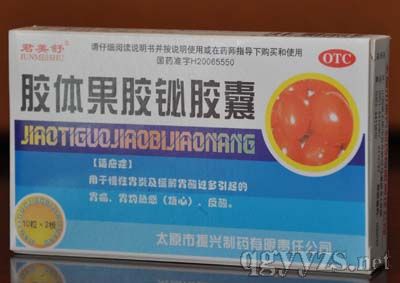 君美舒
JUNMEISHU
请仔细阅读说明书并按说明使用或在药师指导下购买和使用
国药准字H20065550
OTC
胶体果胶铋胶囊
JIAOTIGUOJIAOBIJIAONANG
【适应症】
用于慢性胃炎及缓解胃酸过多引起的
胃痛、胃灼热感(烧心)、反酸。
10粒×2板
太原市振兴制药有限责任公司
qgyyzs.net